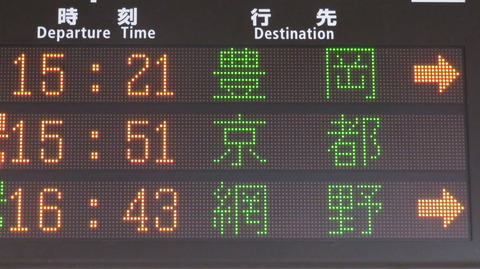 時刻 行先
Departure Time Destination
15:21 豊岡 →
15:51 京都
16:43 網野 →